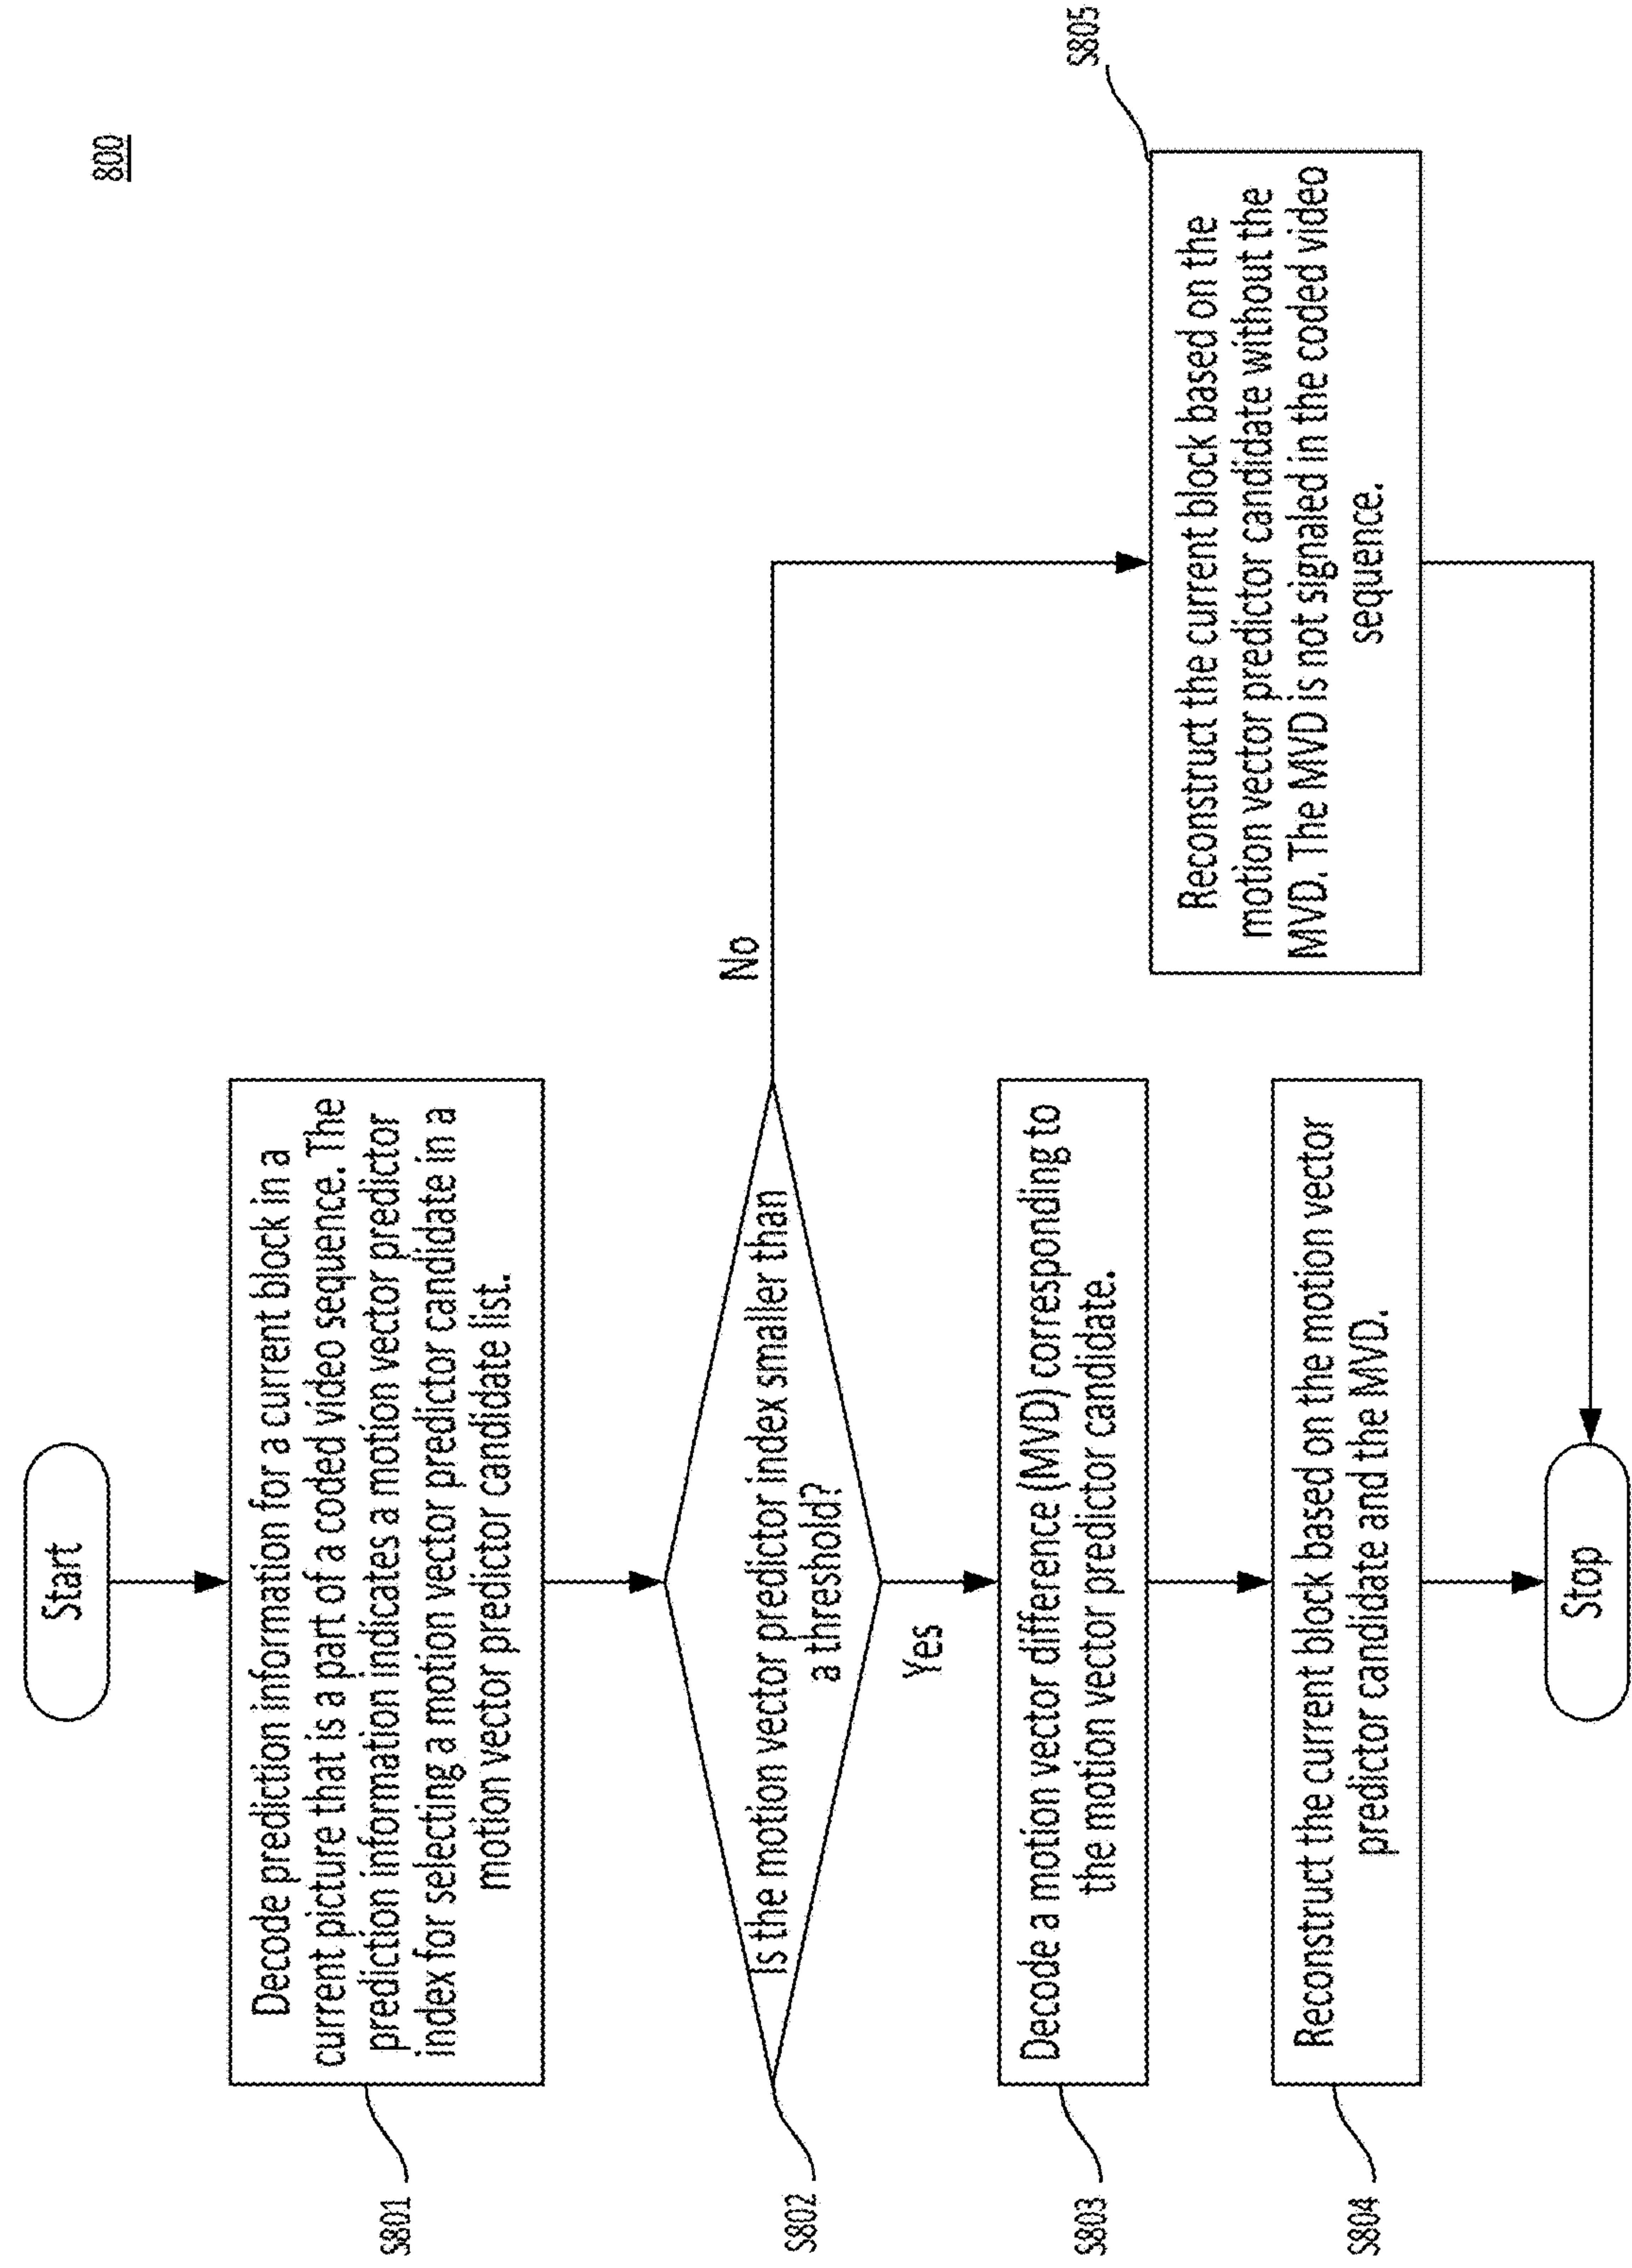 800
Start
Decode prediction information for a current block in a
current picture that is a part of a coded video sequence. The
prediction information indicates a motion vector predictor
index for selecting a motion vector predictor candidate in a
motion vector predictor candidate list.
S801
Is the motion vector predictor index smaller than
a threshold?
S802
No
Yes
Decode a motion vector difference (MVD) corresponding to
the motion vector predictor candidate.
S803
Reconstruct the current block based on the motion vector
predictor candidate and the MVD.
S804
Reconstruct the current block based on the
motion vector predictor candidate without the
MVD. The MVD is not signaled in the coded video
sequence.
S805
Stop